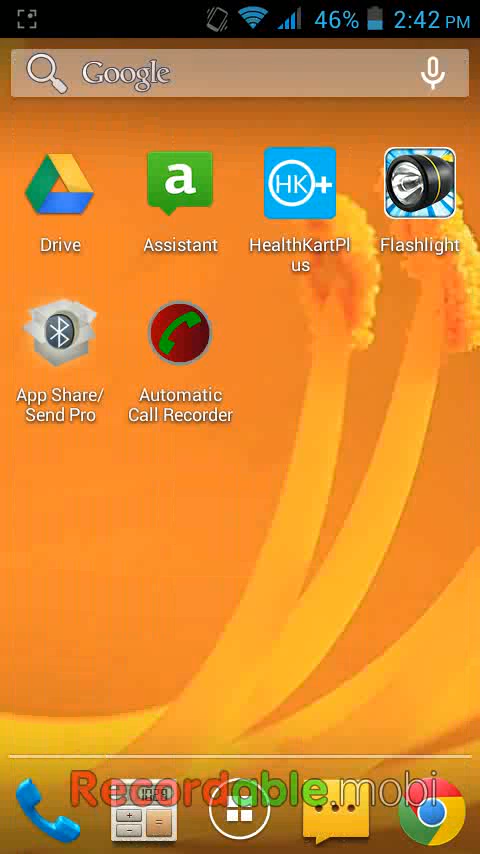 46% 2:42 PM
Google
Drive
a
Assistant
HK+
HealthKartPl
us
Flashlight
App Share/
Send Pro
Automatic
Call Recorder
Recordable.mobi